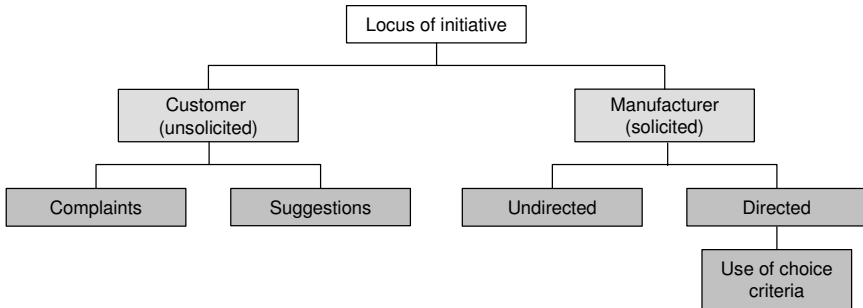 Locus of initiative
Customer
(unsolicited)
Manufacturer
(solicited)
Complaints
Suggestions
Undirected
Directed
Use of choice
criteria